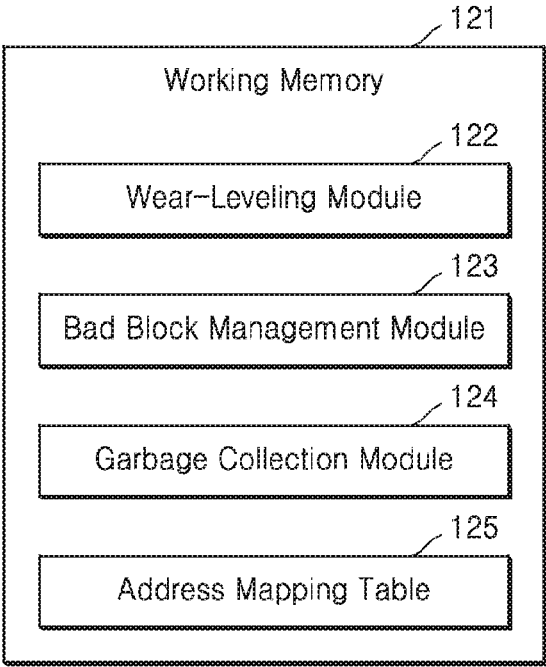 121
Working Memory
122
Wear-Leveling Module
123
Bad Block Management Module
124
Garbage Collection Module
125
Address Mapping Table